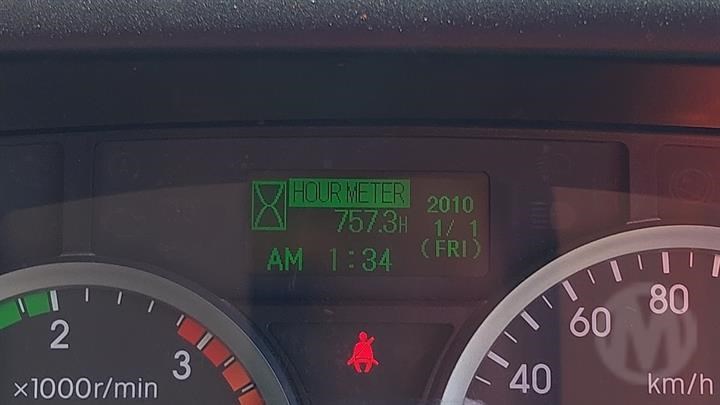 HOUR METER
757.3H
2010
1/ 1
(FRI)
AM 1:34
2
3
×1000r/min
40
60
80
km/h
M